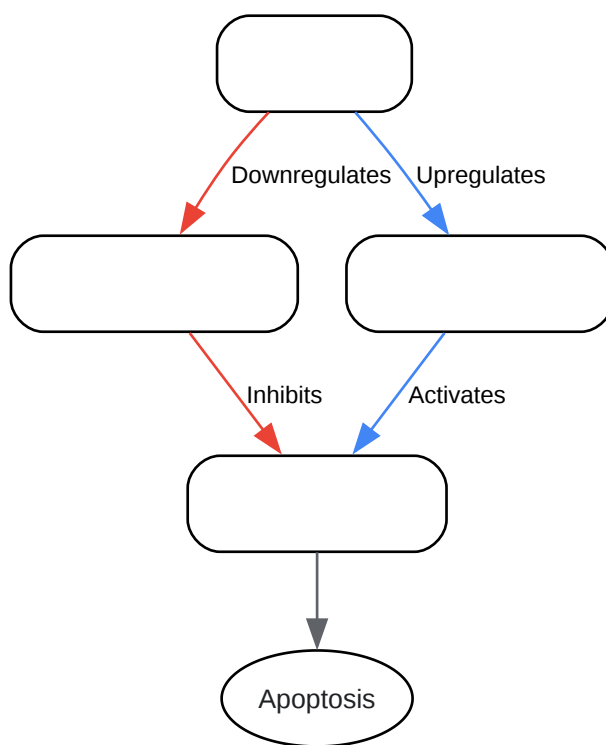 Downregulates
Upregulates
Inhibits
Activates
Apoptosis